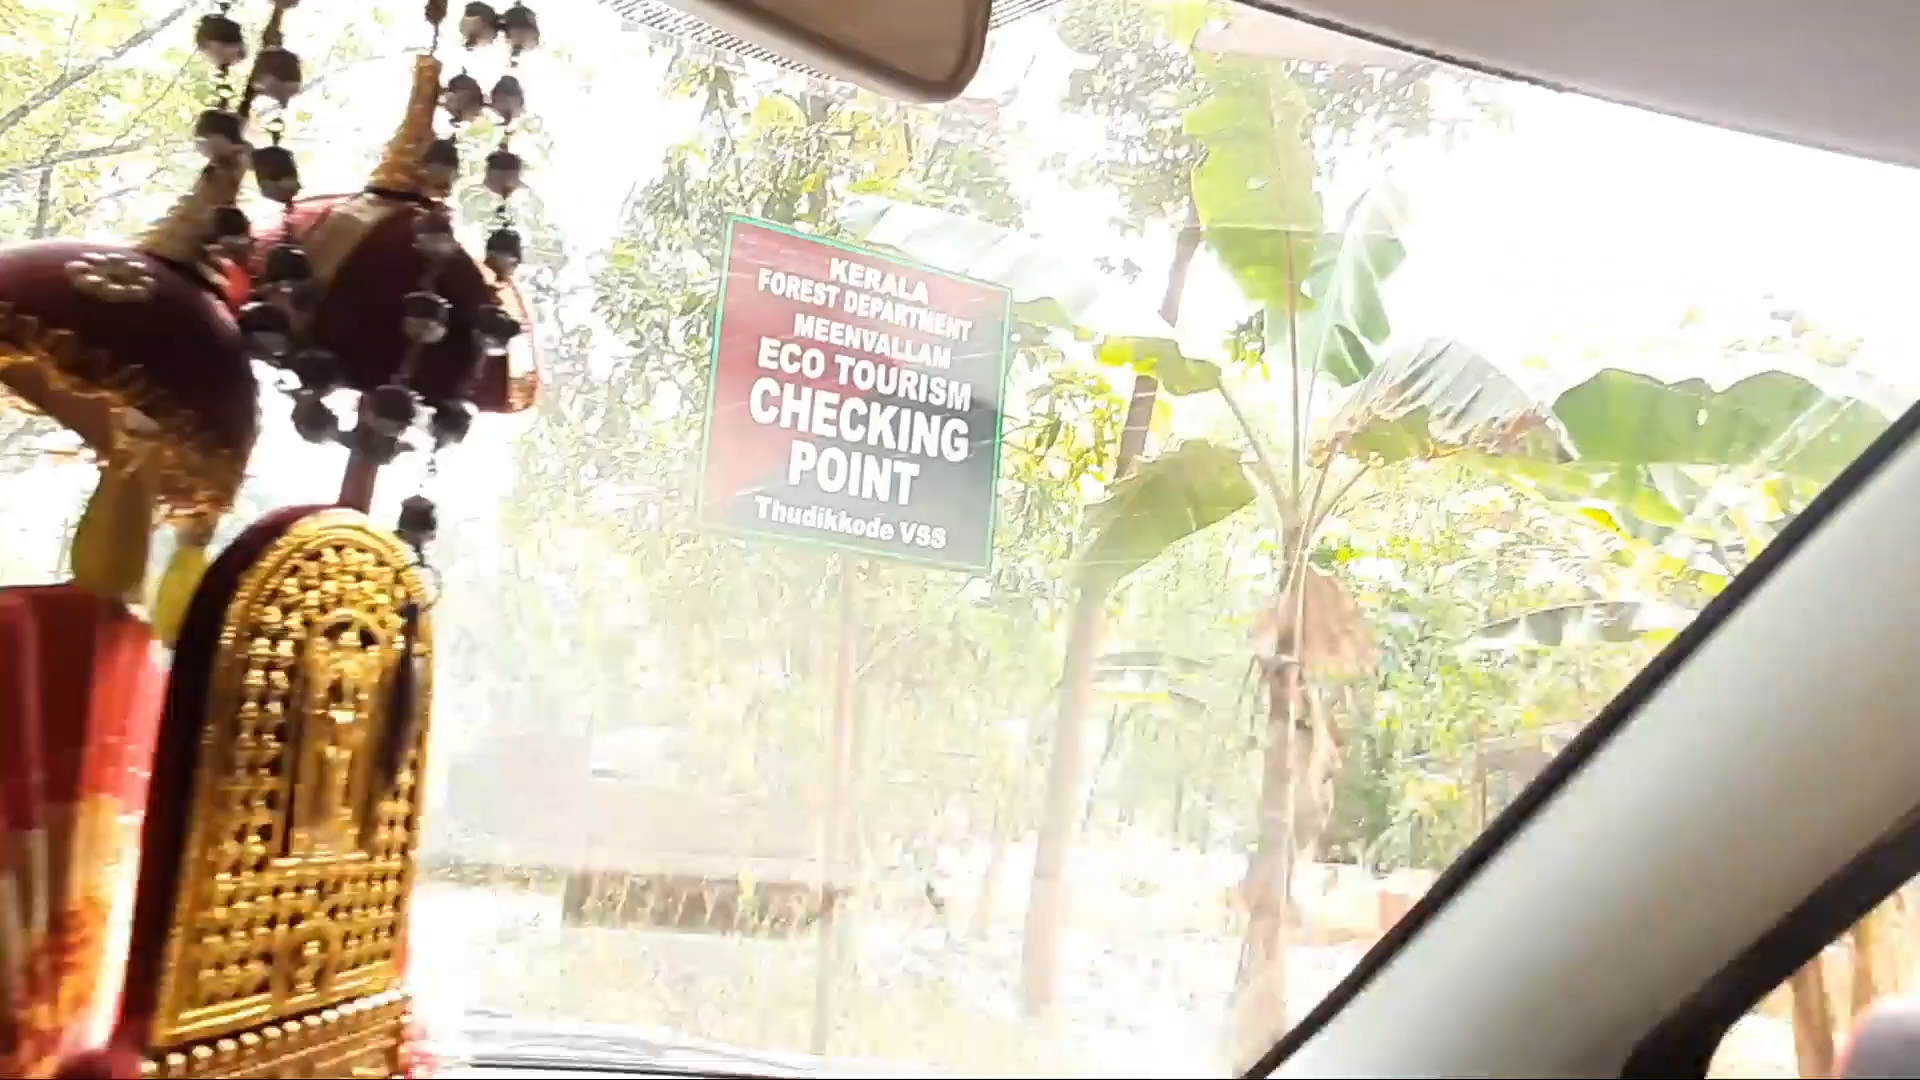 KERALA
FOREST DEPARTMENT
MEENVALLAM
ECO TOURISM
CHECKING
POINT
Thudikkode VSS